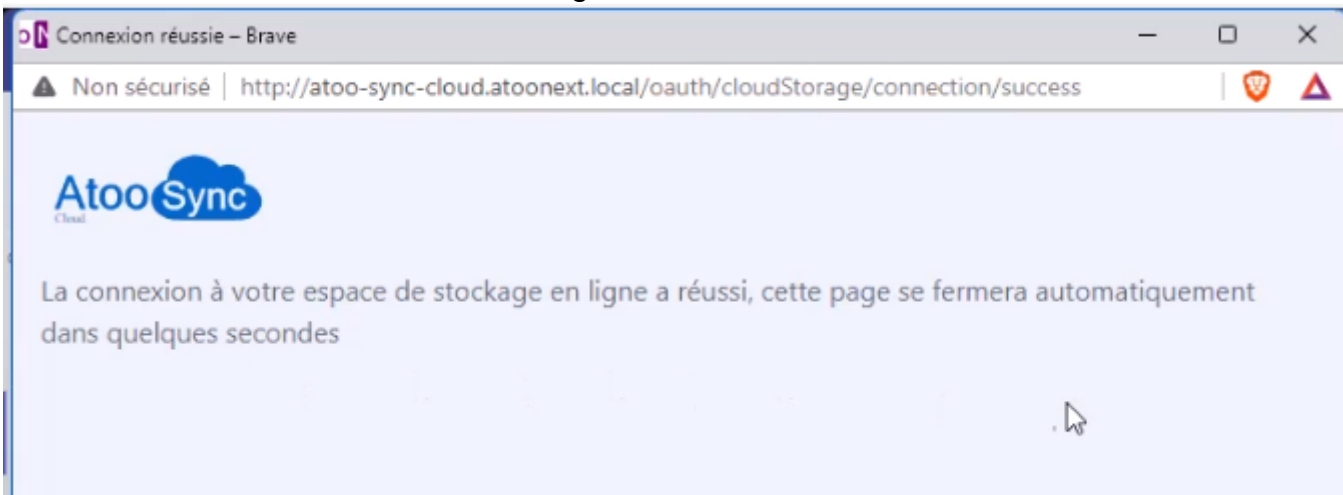 Connexion réussie – Brave
Non sécurisé | http://atoo-sync-cloud.atoonext.local/oauth/cloudStorage/connection/success
Atoo Sync
Cloud
La connexion à votre espace de stockage en ligne a réussi, cette page se fermera automatiquement
dans quelques secondes